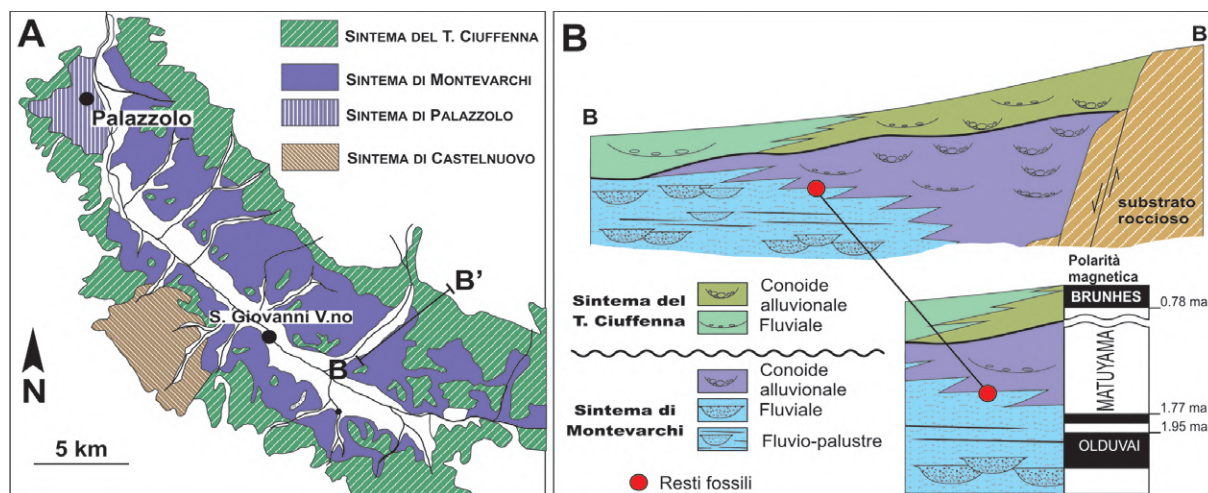 A
SINTEMA DEL T. CIUFFENNA
SINTEMA DI MONTEVARCHI
SINTEMA DI PALAZZOLO
SINTEMA DI CASTELNUOVO
Palazzolo
S. Giovanni V.no
B'
B
N
5 km
B
B
B
substrato
roccioso
Sintema del
T. Ciuffenna
Conoide
alluvionale
Fluviale
Sintema di
Montevarchi
Conoide
alluvionale
Fluviale
Fluvio-palustre
Resti fossili
Polarità
magnetica
BRUNHES
0.78 ma
MATUYAMA
1.77 ma
1.95 ma
OLDUVAI